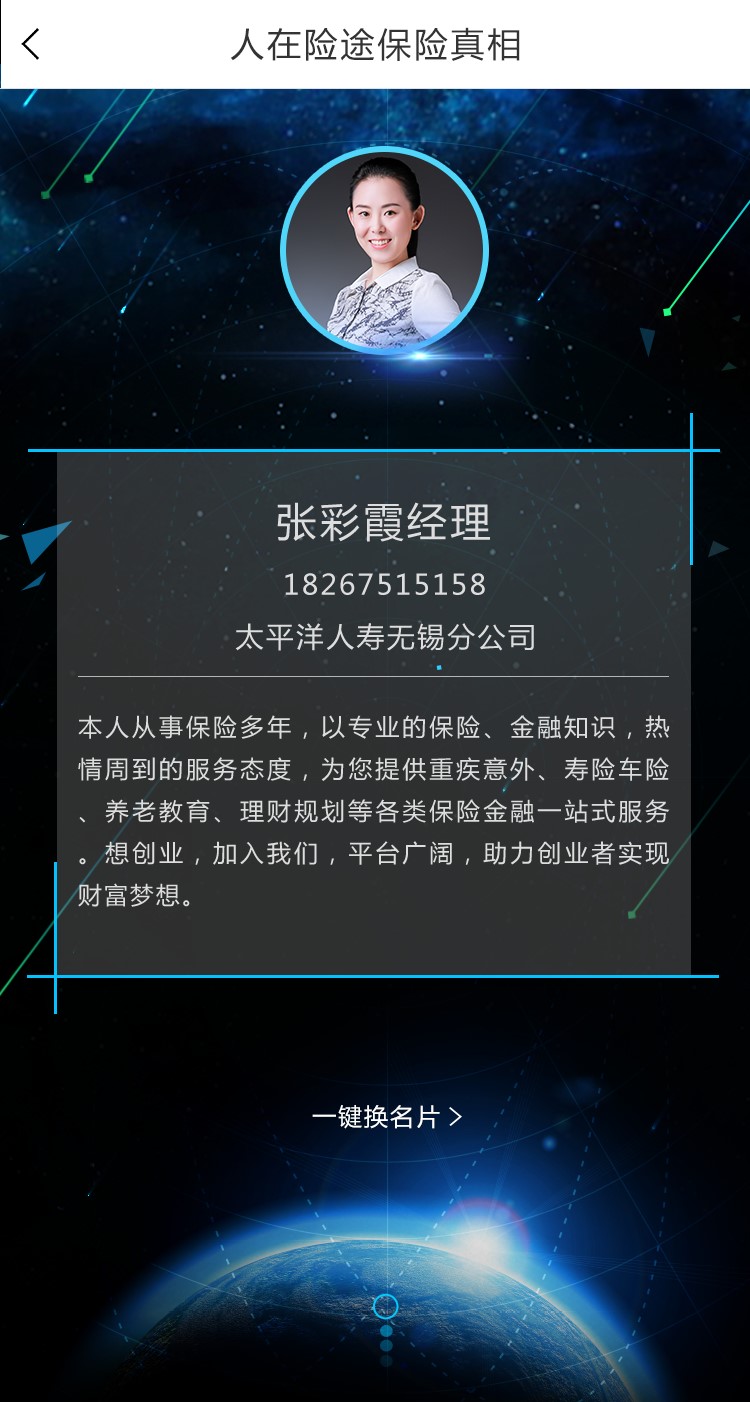 人在险途保险真相
张彩霞经理
18267515158
太平洋人寿无锡分公司
本人从事保险多年，以专业的保险、金融知识，热
情周到的服务态度，为您提供重疾意外、寿险车险
、养老教育、理财规划等各类保险金融一站式服务
。想创业，加入我们，平台广阔，助力创业者实现
财富梦想。
一键换名片